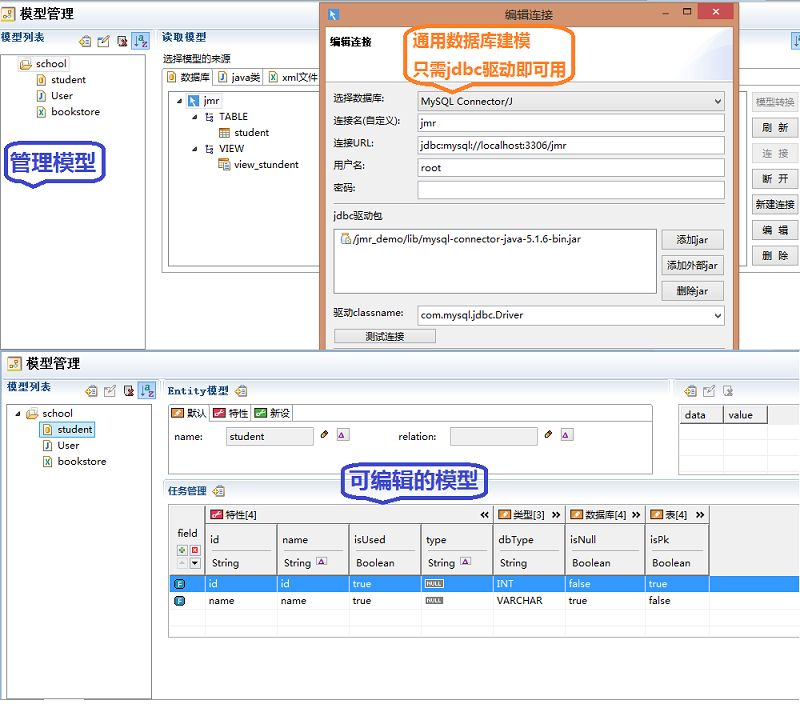 模型管理
模型列表
school
student
User
bookstore
管理模型
读取模型
选择模型的来源
数据库
java类
xml文件
jmr
TABLE
student
VIEW
view_stundent
编辑连接
编辑连接
通用数据库建模
只需jdbc驱动即可用
选择数据库:
MySQL Connector/J
连接名(自定义):
jmr
连接URL:
jdbc:mysql://localhost:3306/jmr
用户名:
root
密码:
jdbc驱动包
/jmr_demo/lib/mysql-connector-java-5.1.6-bin.jar
添加jar
添加外部jar
删除jar
驱动classname:
com.mysql.jdbc.Driver
测试连接
模型转换
刷 新
连 接
断 开
新建连接
编 辑
删 除
模型管理
模型列表
school
student
User
bookstore
Entity模型
默认 特性 新设
name: student relation:
data value
可编辑的模型
任务管理
field
特性[4] 类型[3] 数据库[4] 表[4]
id name isUsed type dbType isNull isPk
String String Boolean String String Boolean Boolean
id id true NULL INT false true
name name true NULL VARCHAR true false